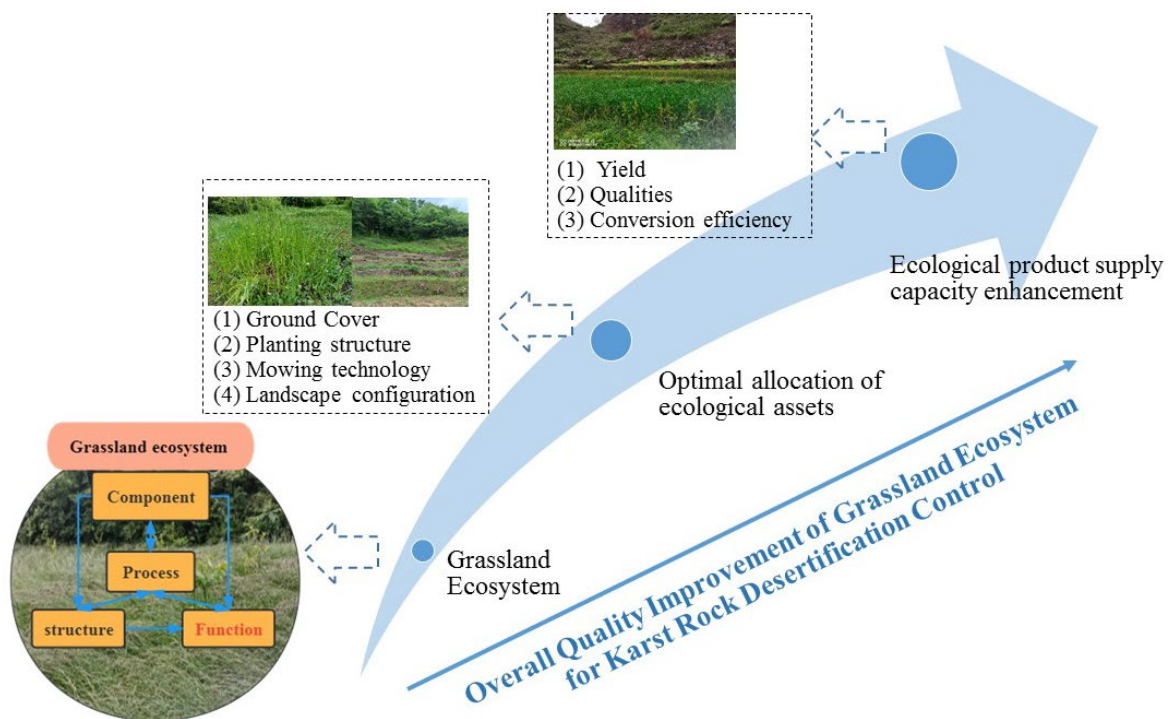 (1) Yield
(2) Qualities
(3) Conversion efficiency
Ecological product supply
capacity enhancement
(1) Ground Cover
(2) Planting structure
(3) Mowing technology
(4) Landscape configuration
Optimal allocation of
ecological assets
Grassland ecosystem
Component
Process
structure
Function
Grassland
Ecosystem
Overall Quality Improvement of Grassland Ecosystem
for Karst Rock Desertification Control